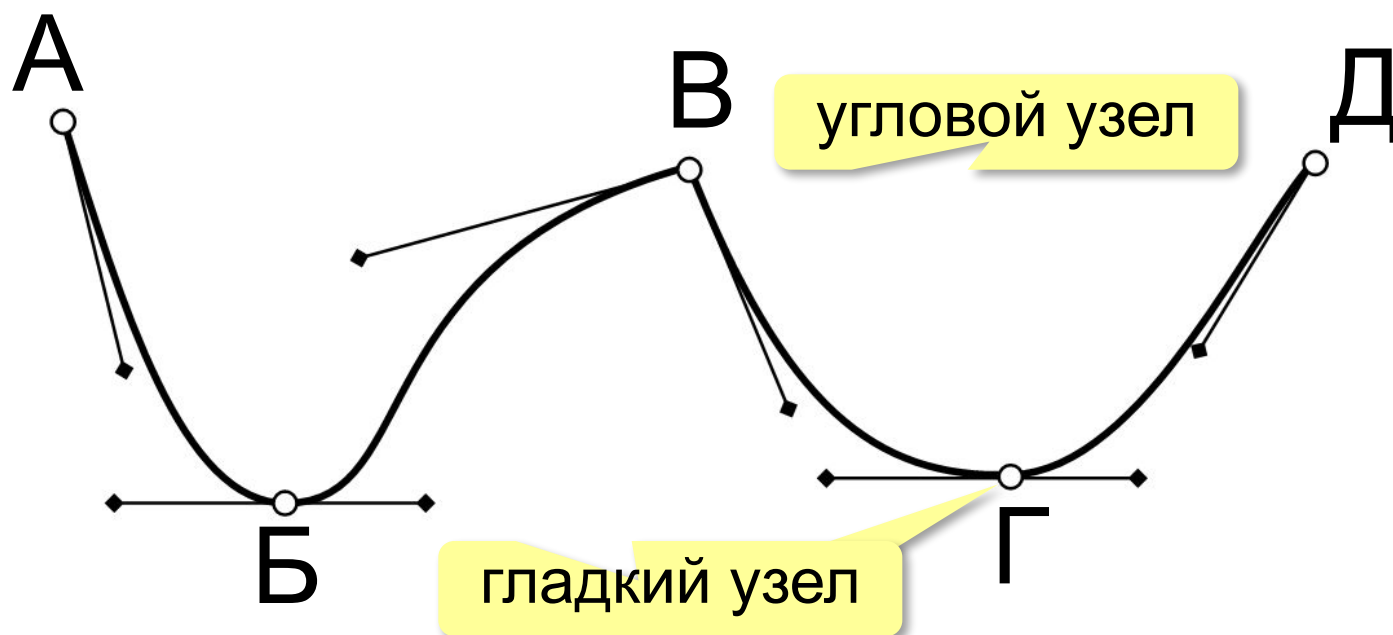 А
В
угловой узел
Д
Б
гладкий узел
Г